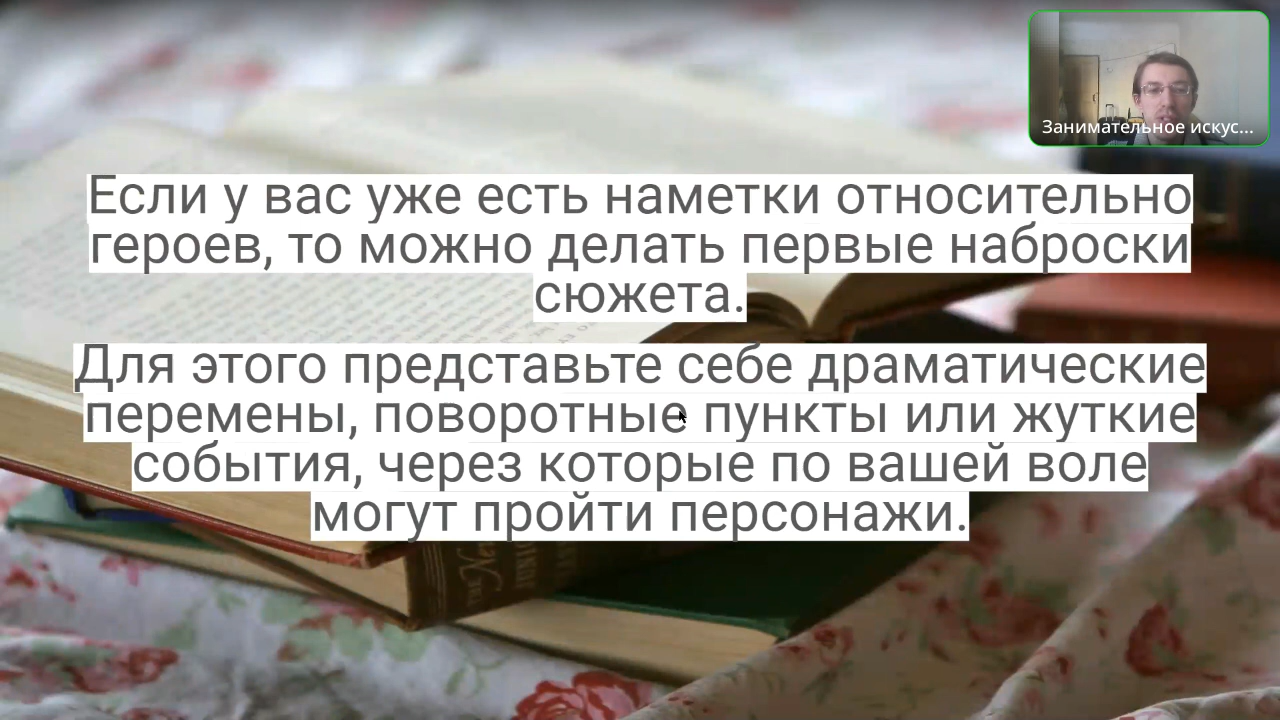 Занимательное искус...
Если у вас уже есть наметки относительно
героев, то можно делать первые наброски
сюжета.
Для этого представьте себе драматические
перемены, поворотные пункты или жуткие
события, через которые по вашей воле
могут пройти персонажи.